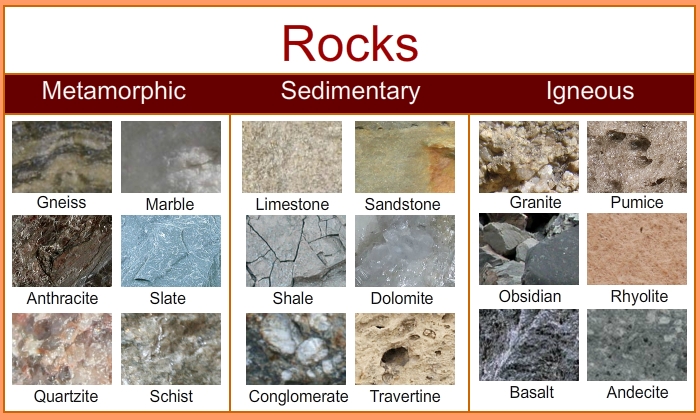 Rocks
Metamorphic Sedimentary Igneous
Gneiss Marble Limestone Sandstone Granite Pumice
Anthracite Slate Shale Dolomite Obsidian Rhyolite
Quartzite Schist Conglomerate Travertine Basalt Andecite